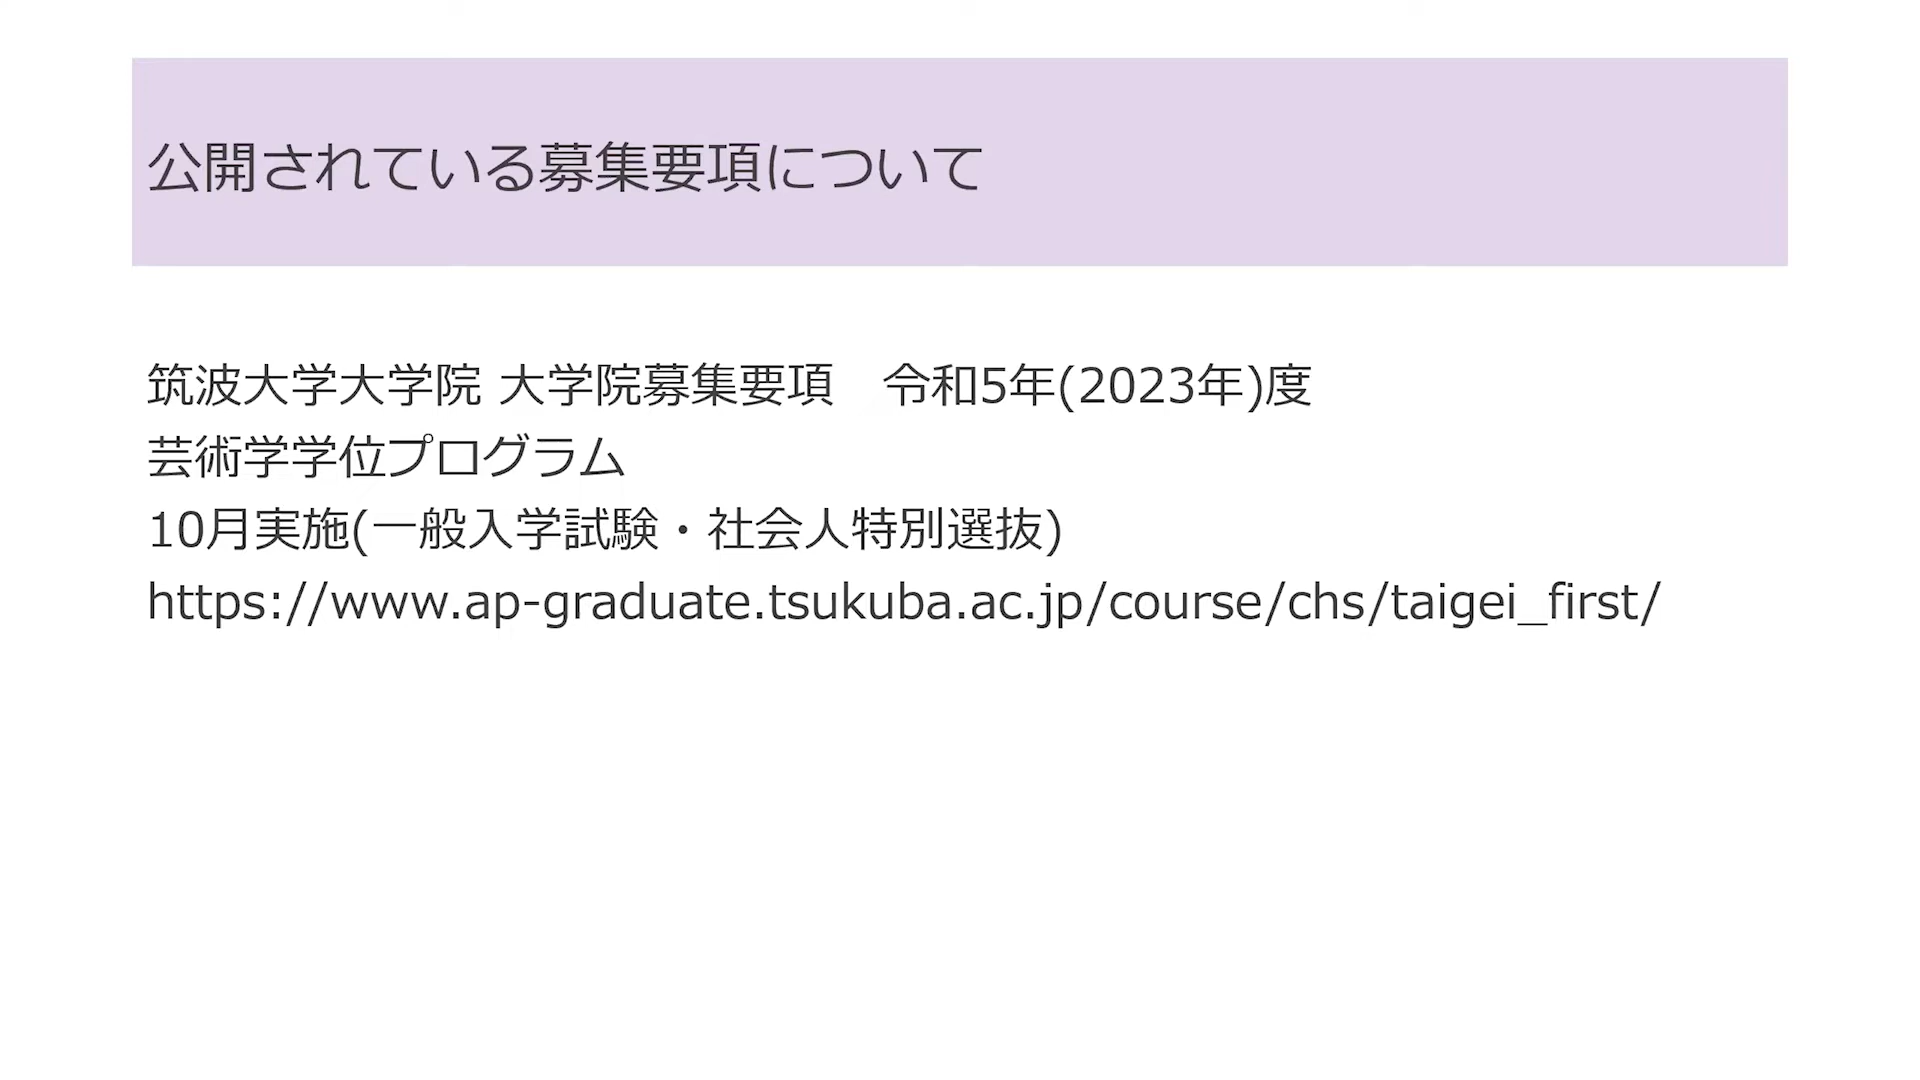 公開されている募集要項について
筑波大学大学院 大学院募集要項　令和5年(2023年)度
芸術学学位プログラム
10月実施(一般入学試験・社会人特別選抜)
https://www.ap-graduate.tsukuba.ac.jp/course/chs/taigei_first/